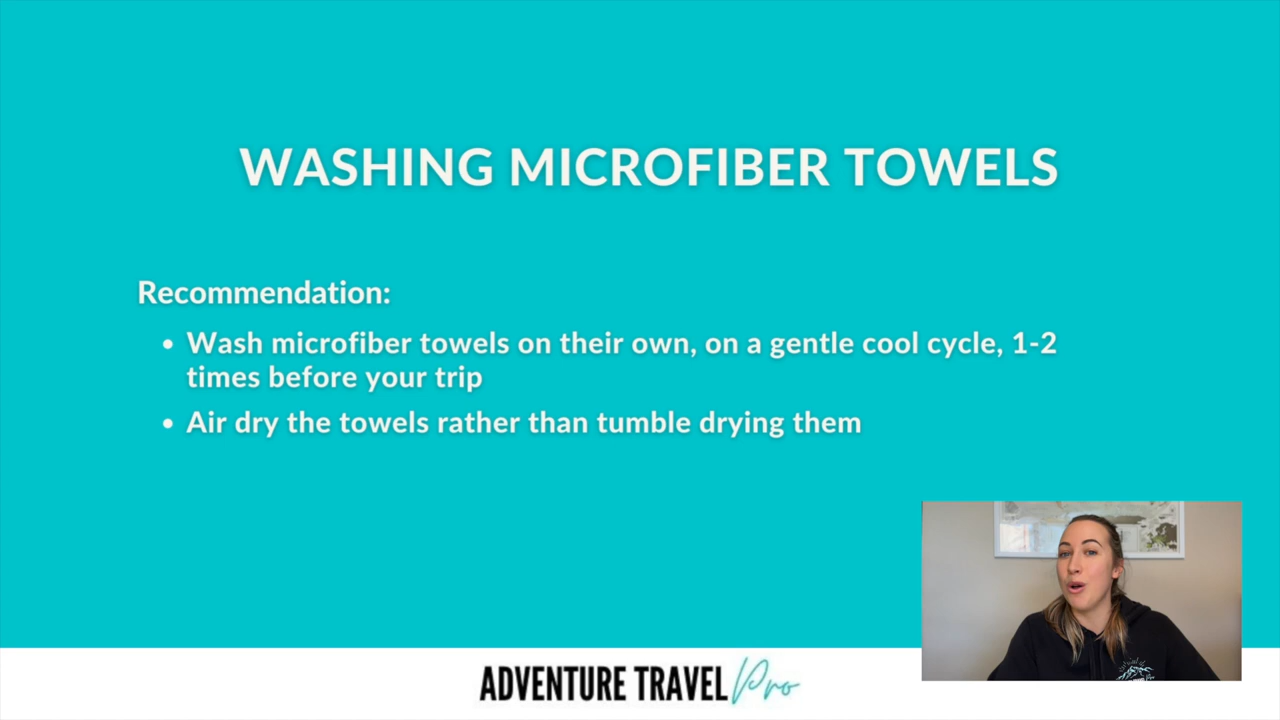 WASHING MICROFIBER TOWELS
Recommendation:
• Wash microfiber towels on their own, on a gentle cool cycle, 1-2
times before your trip
• Air dry the towels rather than tumble drying them
ADVENTURE TRAVEL Pro